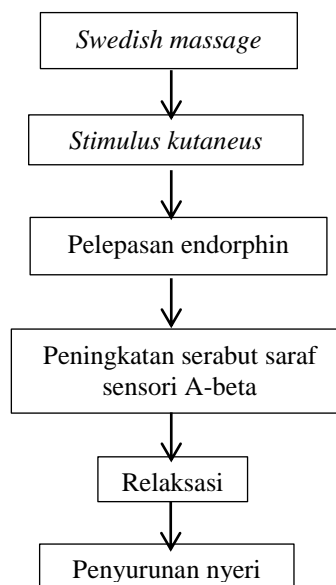 Swedish massage
Stimulus kutaneus
Pelepasan endorphin
Peningkatan serabut saraf
sensori A-beta
Relaksasi
Penyurunan nyeri